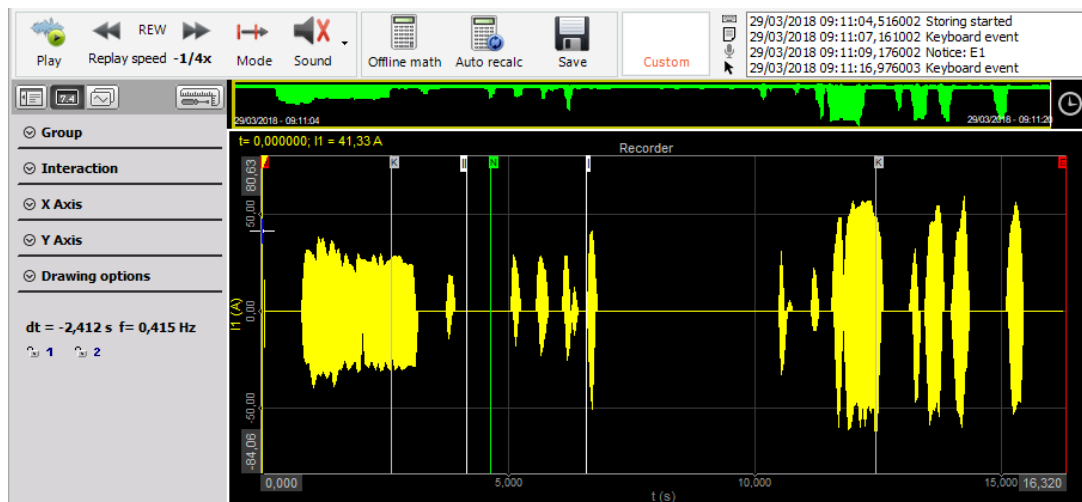 REW
Play
Replay speed -1/4x
Mode
Sound
Offline math
Auto recalc
Save
Custom
29/03/2018 09:11:04,516002 Storing started
29/03/2018 09:11:07,161002 Keyboard event
29/03/2018 09:11:09,176002 Notice: E1
29/03/2018 09:11:16,976003 Keyboard event
7.4
29/03/2018 - 09:11:04
29/03/2018 - 09:11:20
Group
Interaction
X Axis
Y Axis
Drawing options
dt = -2,412 s f= 0,415 Hz
1
2
t= 0,000000; I1 = 41,33 A
Recorder
K
II
N
I
K
E
80,63
50,00
0,00
I1 (A)
-50,00
-84,06
0,000
5,000
10,000
15,000
16,320
t (s)